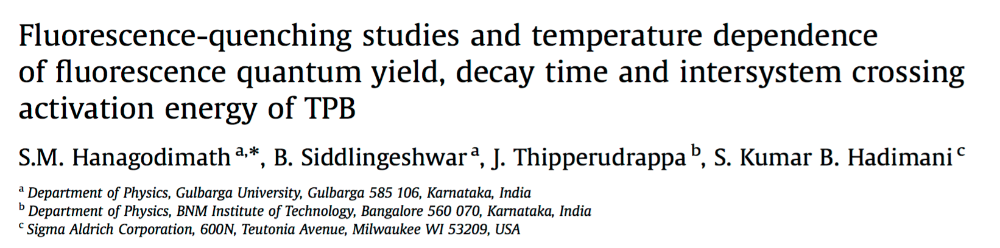 Fluorescence-quenching studies and temperature dependence
of fluorescence quantum yield, decay time and intersystem crossing
activation energy of TPB
S.M. Hanagodimath a,*, B. Siddlingeshwar a, J. Thipperudrappa b, S. Kumar B. Hadimani c
a Department of Physics, Gulbarga University, Gulbarga 585 106, Karnataka, India
b Department of Physics, BNM Institute of Technology, Bangalore 560 070, Karnataka, India
c Sigma Aldrich Corporation, 600N, Teutonia Avenue, Milwaukee WI 53209, USA